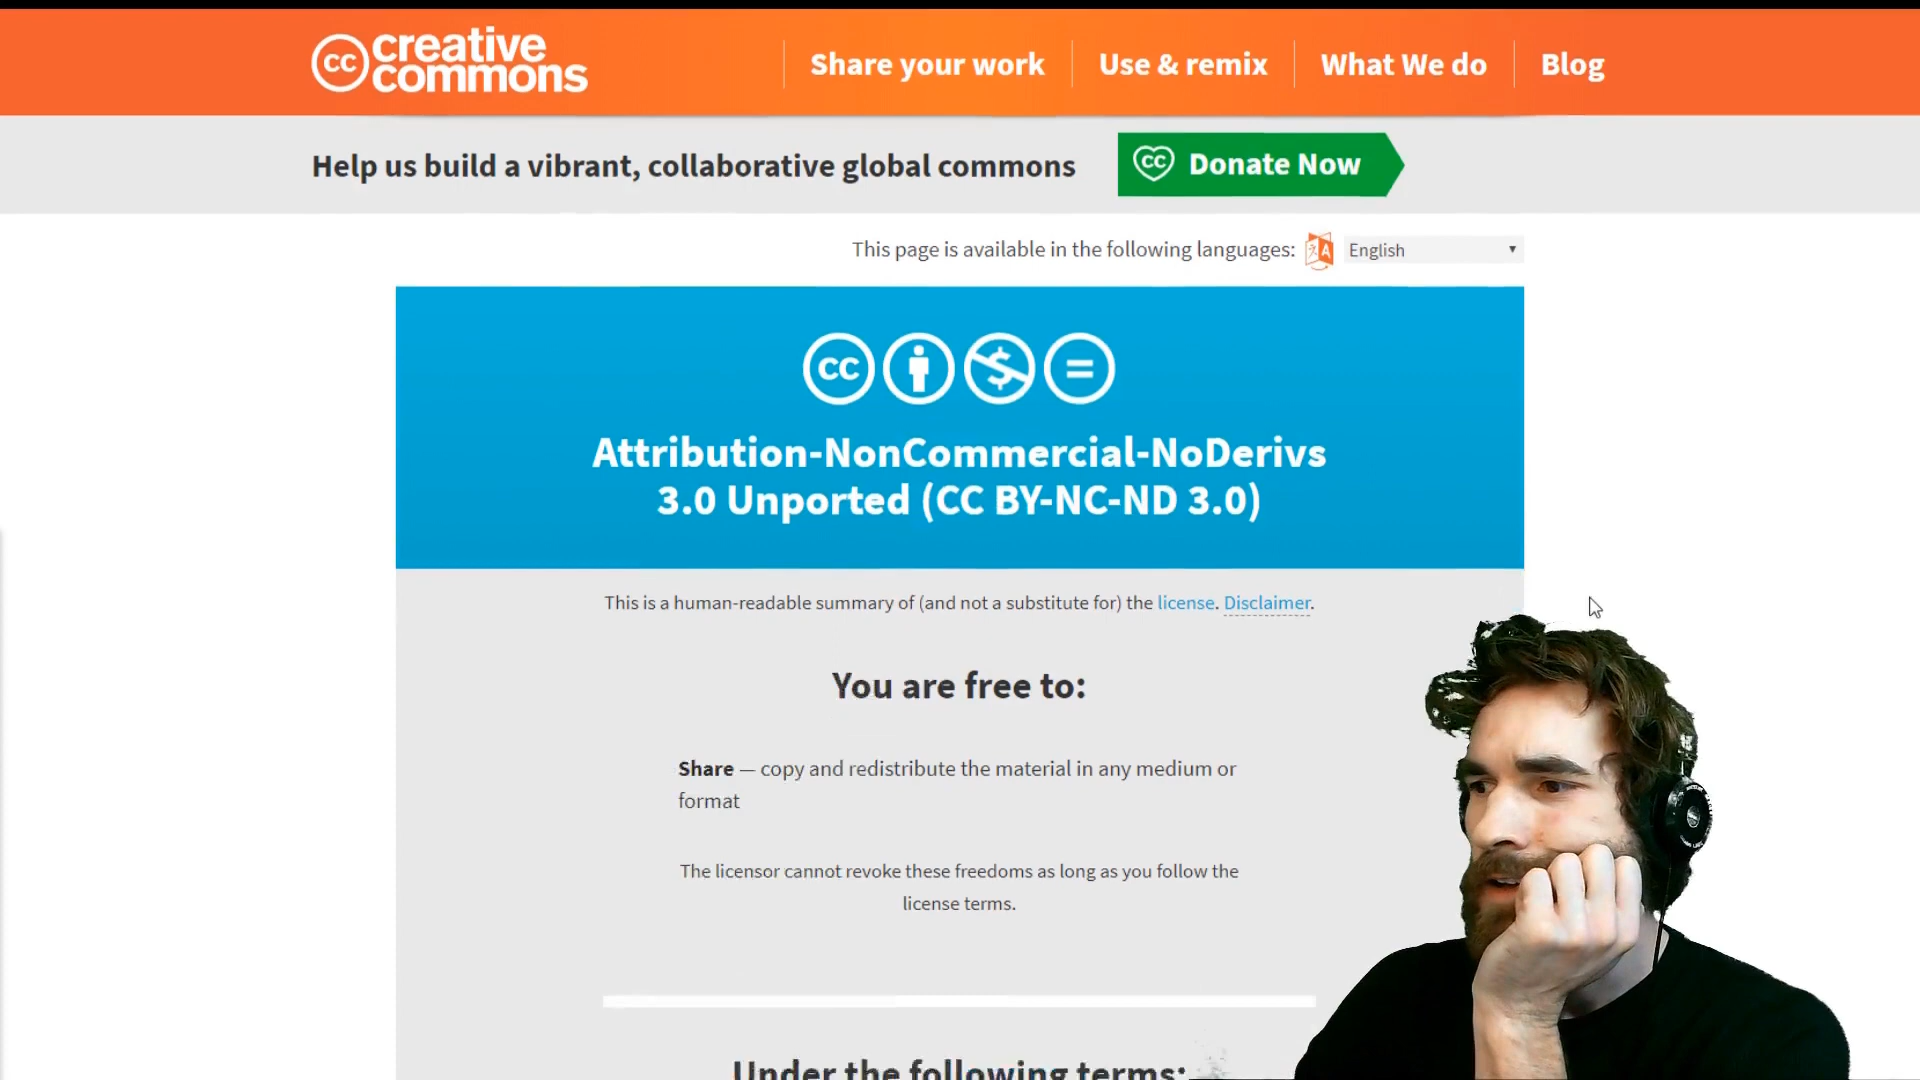 cc creative commons
Share your work
Use & remix
What We do
Blog
Help us build a vibrant, collaborative global commons
cc Donate Now
This page is available in the following languages:
English
cc $ =
Attribution-NonCommercial-NoDerivs
3.0 Unported (CC BY-NC-ND 3.0)
This is a human-readable summary of (and not a substitute for) the license. Disclaimer.
You are free to:
Share — copy and redistribute the material in any medium or
format
The licensor cannot revoke these freedoms as long as you follow the
license terms.
Under the following terms: